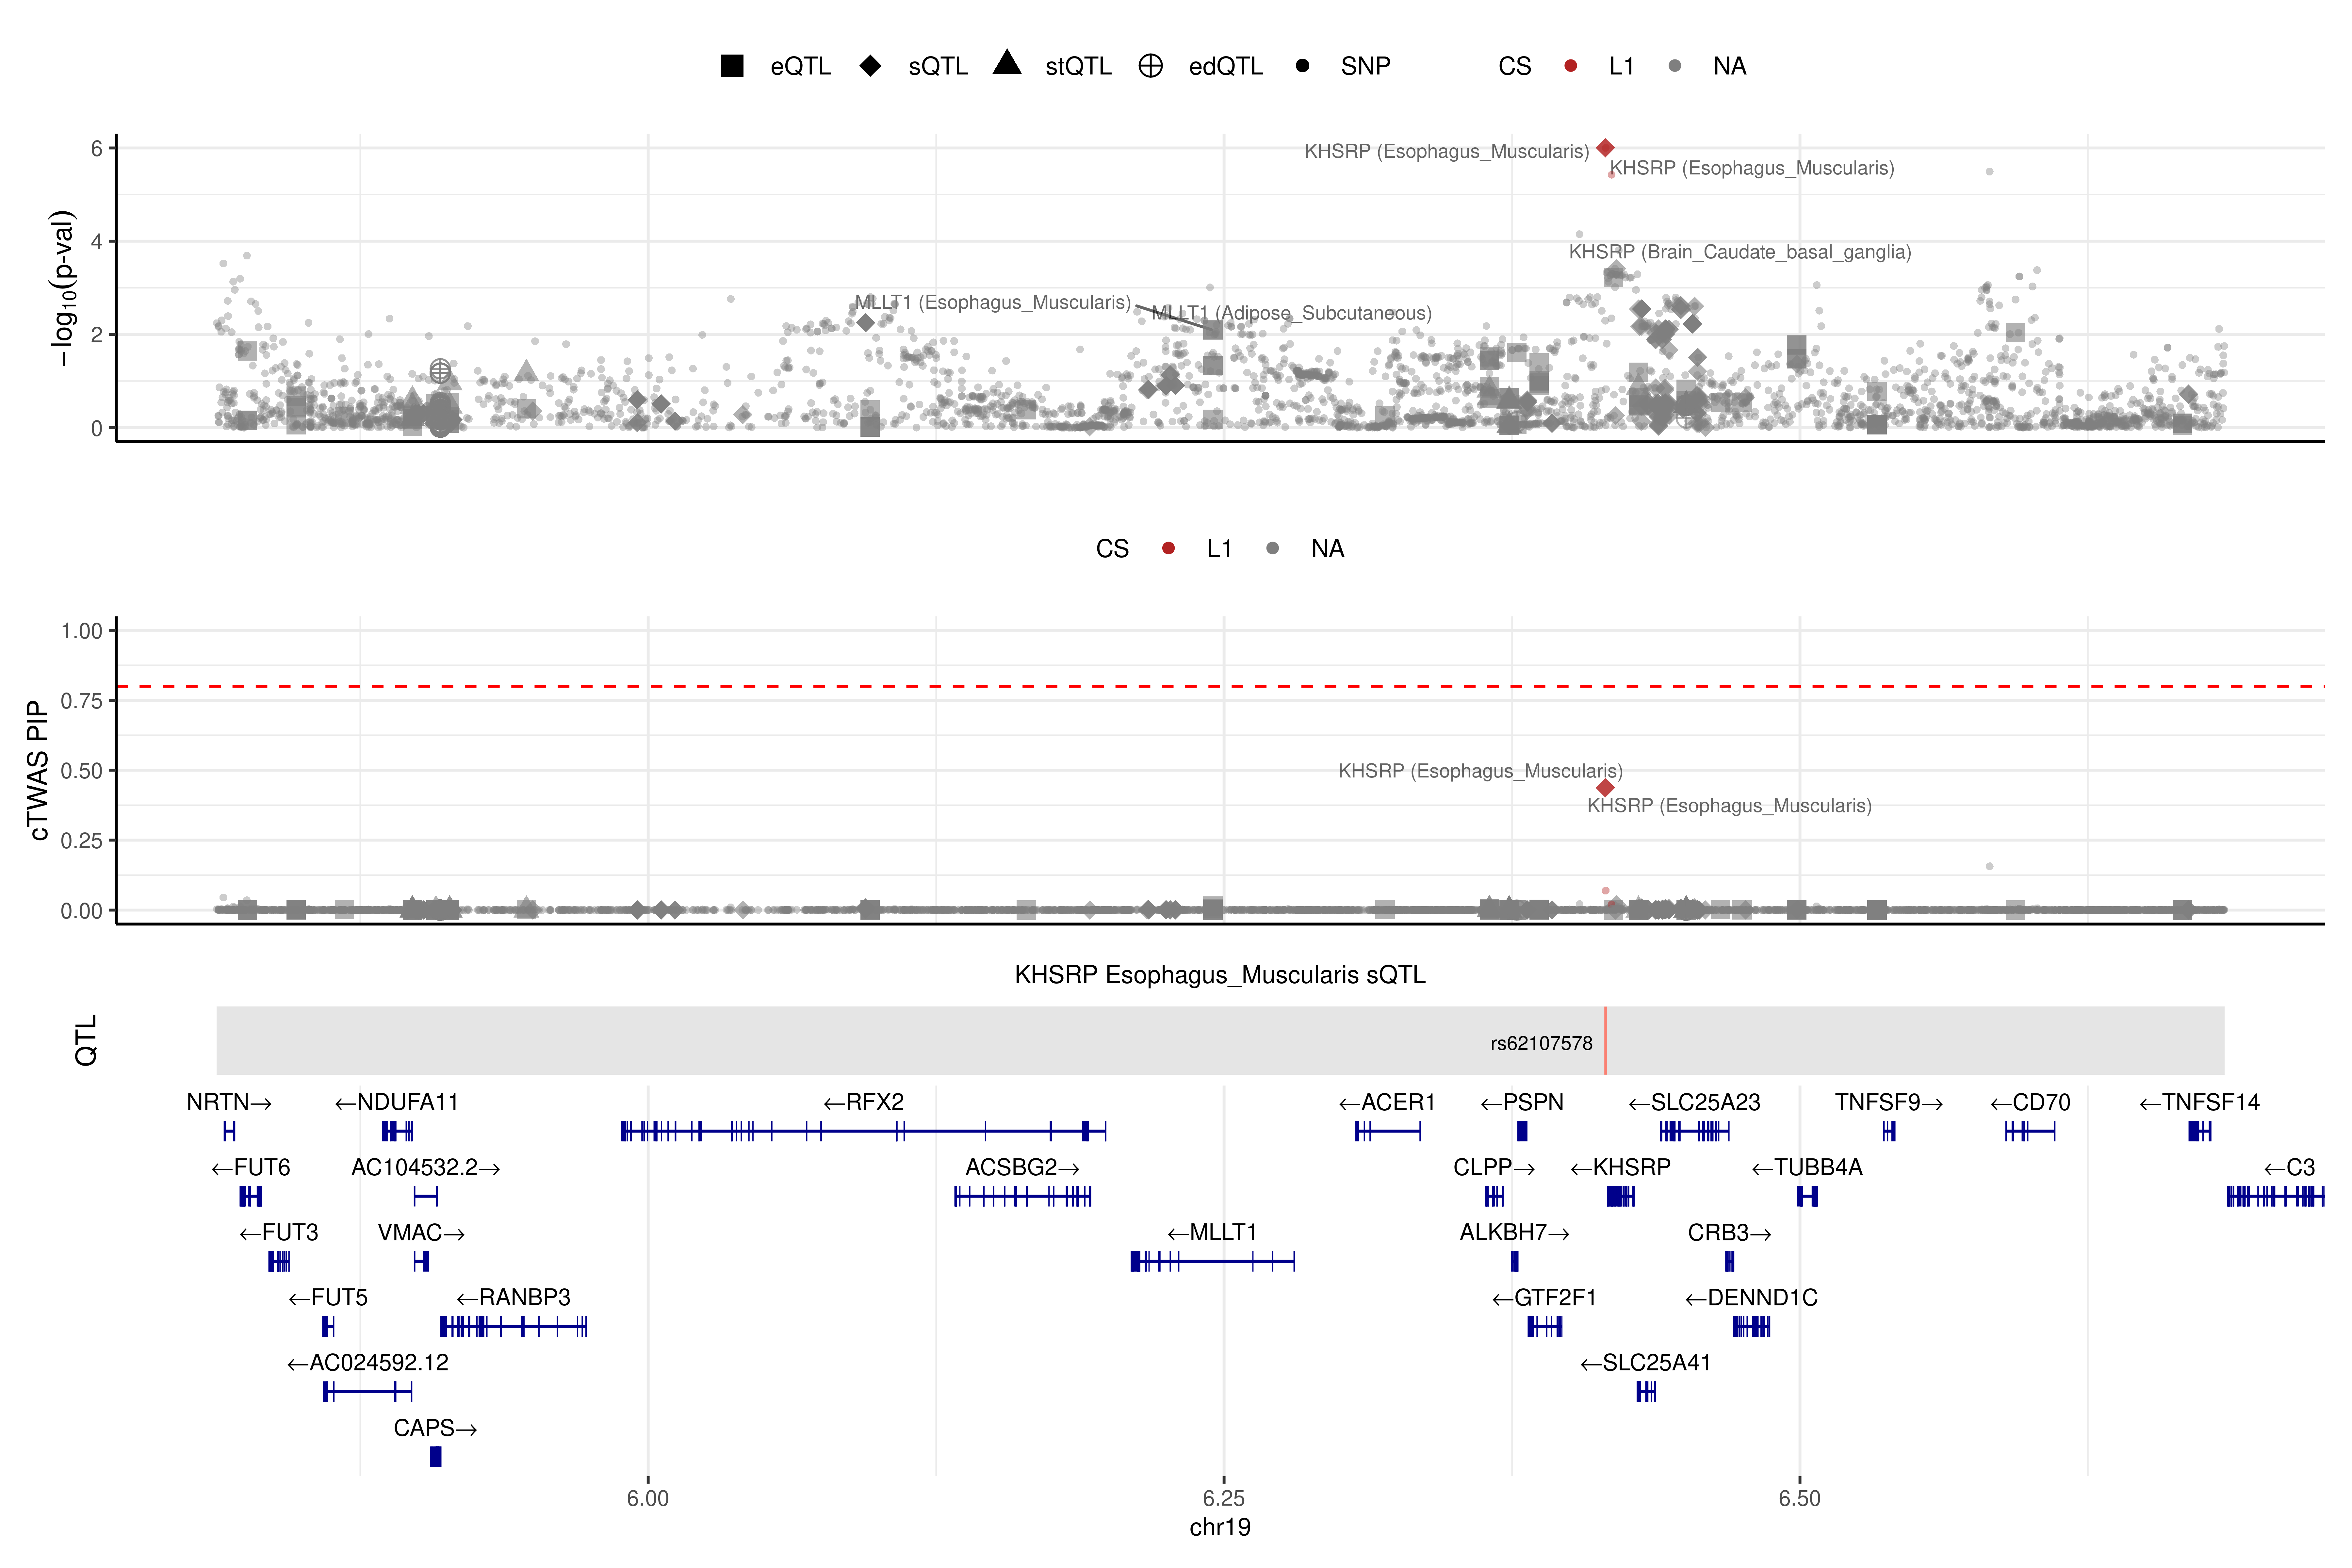 eQTL sQTL stQTL edQTL SNP CS L1 NA
−log10(p-val)
6
4
2
0
KHSRP (Esophagus_Muscularis)
KHSRP (Esophagus_Muscularis)
KHSRP (Brain_Caudate_basal_ganglia)
MLLT1 (Esophagus_Muscularis)
MLLT1 (Adipose_Subcutaneous)
CS L1 NA
cTWAS PIP
1.00
0.75
0.50
0.25
0.00
KHSRP (Esophagus_Muscularis)
KHSRP (Esophagus_Muscularis)
KHSRP Esophagus_Muscularis sQTL
QTL
rs62107578
NRTN→ ←NDUFA11 ←RFX2 ←ACER1 ←PSPN ←SLC25A23 TNFSF9→ ←CD70 ←TNFSF14
←FUT6 AC104532.2→ ACSBG2→ CLPP→ ←KHSRP ←TUBB4A ←C3
←FUT3 VMAC→ ←MLLT1 ALKBH7→ CRB3→
←FUT5 ←RANBP3 ←GTF2F1 ←DENND1C
←AC024592.12 ←SLC25A41
CAPS→
6.00 6.25 6.50
chr19